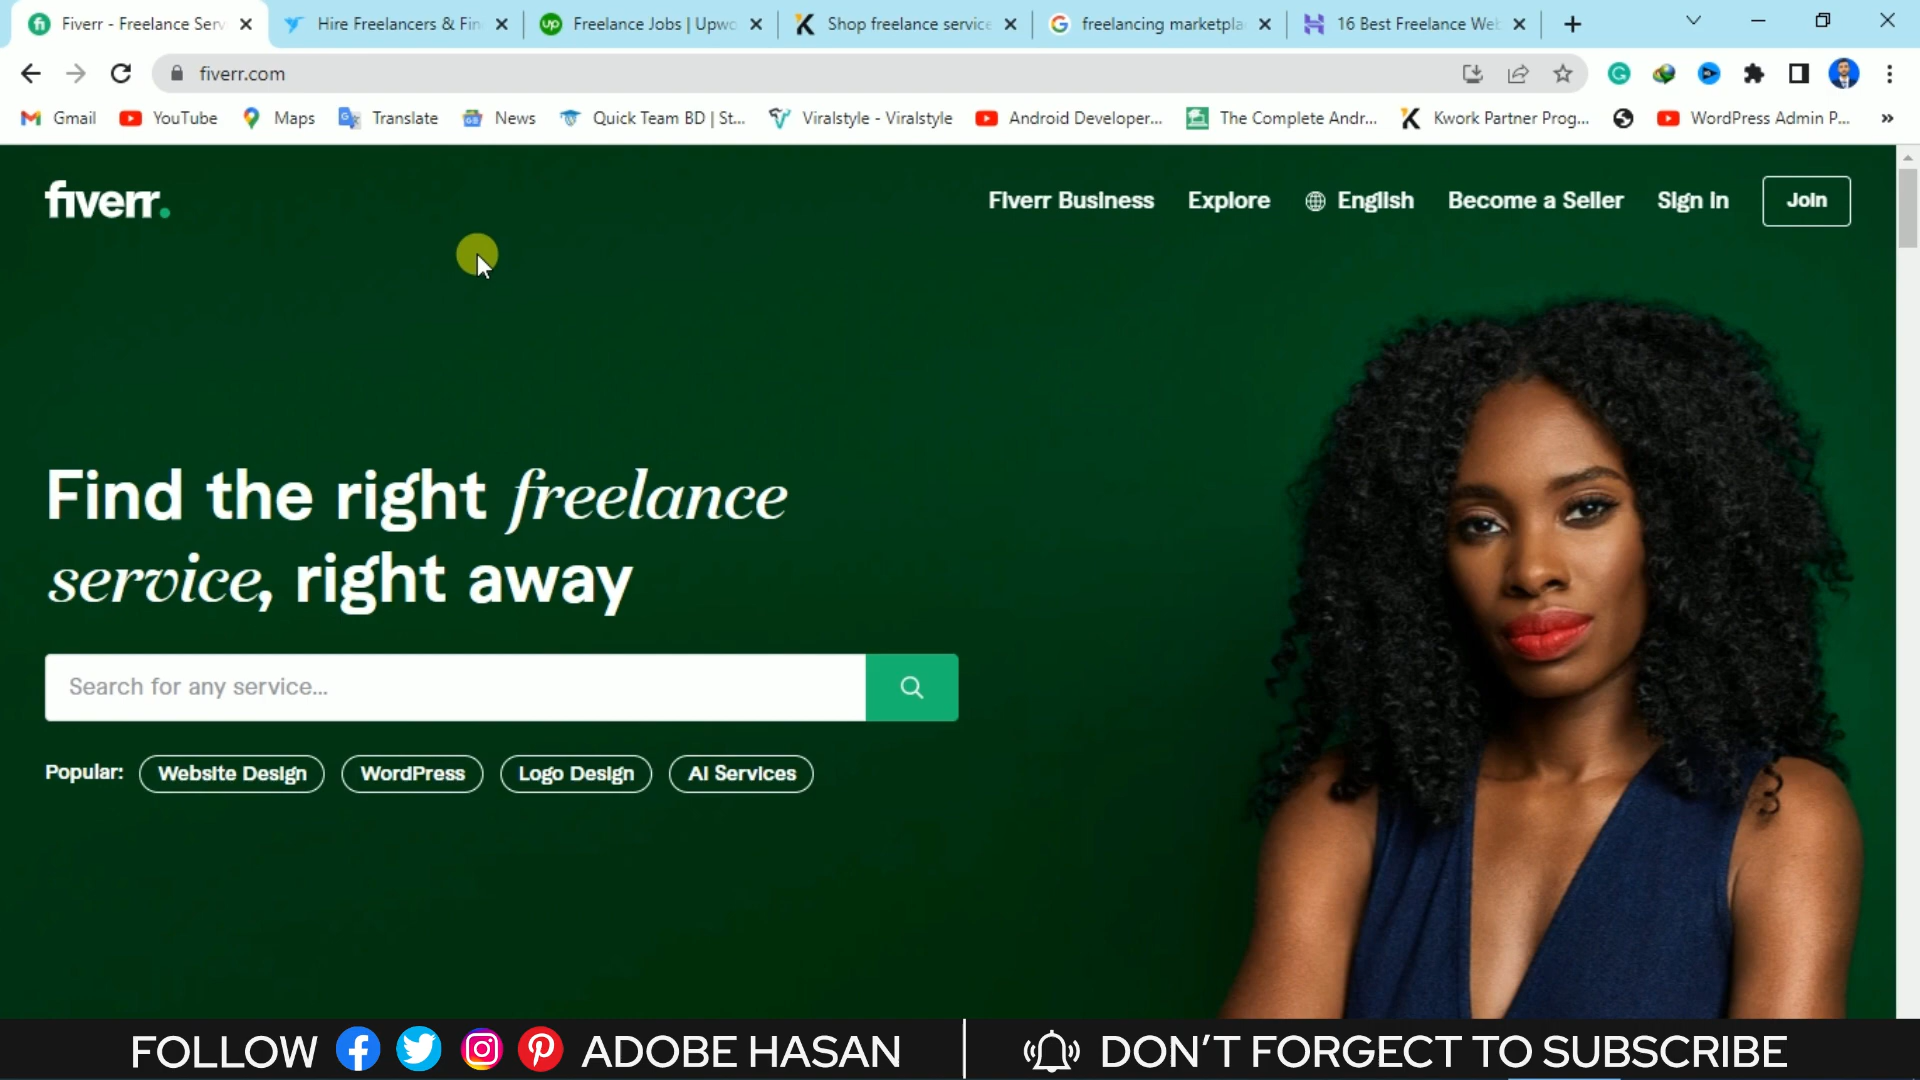 Fiverr - Freelance Serv
Hire Freelancers & Fin
up Freelance Jobs | Upwo
K Shop freelance service
G freelancing marketpla
16 Best Freelance Web
fiverr.com
Gmail
YouTube
Maps
Translate
News
Quick Team BD | St...
Viralstyle - Viralstyle
Android Developer...
The Complete Andr...
Kwork Partner Prog...
WordPress Admin P...
»
fiverr.
Fiverr Business
Explore
English
Become a Seller
Sign in
Join
Find the right freelance
service, right away
Search for any service...
Popular:
Website Design
WordPress
Logo Design
AI Services
FOLLOW
ADOBE HASAN
DON'T FORGECT TO SUBSCRIBE